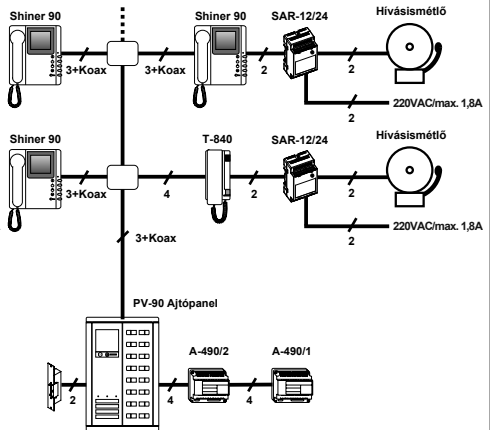 Shiner 90
Shiner 90
SAR-12/24
Hívásismétlő
3+Koax
3+Koax
2
2
2
220VAC/max. 1,8A
Shiner 90
T-840
SAR-12/24
Hívásismétlő
3+Koax
4
2
2
2
220VAC/max. 1,8A
3+Koax
PV-90 Ajtópanel
A-490/2
A-490/1
2
4
4